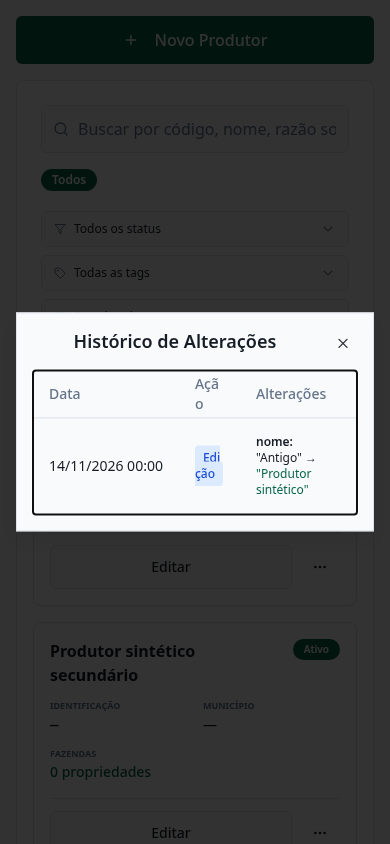 Novo Produtor
Buscar por código, nome, razão so
Todos
Todos os status
Todas as tags
Histórico de Alterações
Data
Açã
o
Alterações
14/11/2026 00:00
Edi
ção
nome:
"Antigo" →
"Produtor
sintético"
Editar
Produtor sintético
secundário
Ativo
IDENTIFICAÇÃO
MUNICÍPIO
–
—
FAZENDAS
0 propriedades
Editar